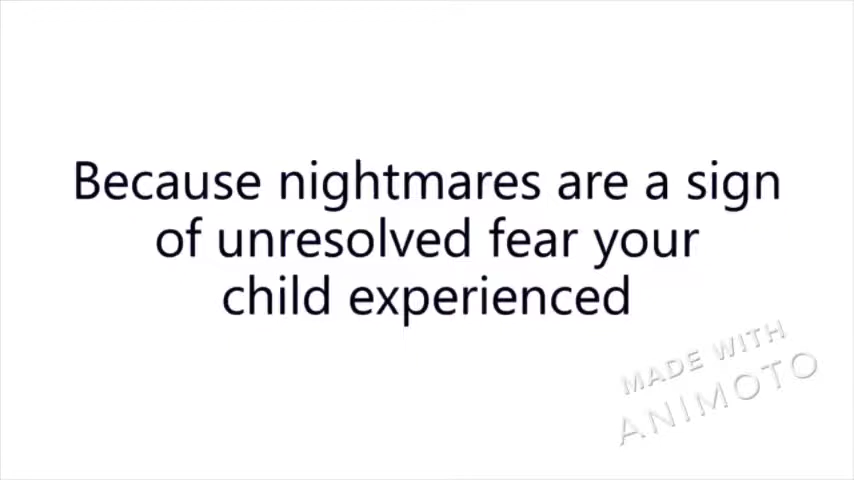 Because nightmares are a sign
of unresolved fear your
child experienced
MADE WITH
ANIMOTO